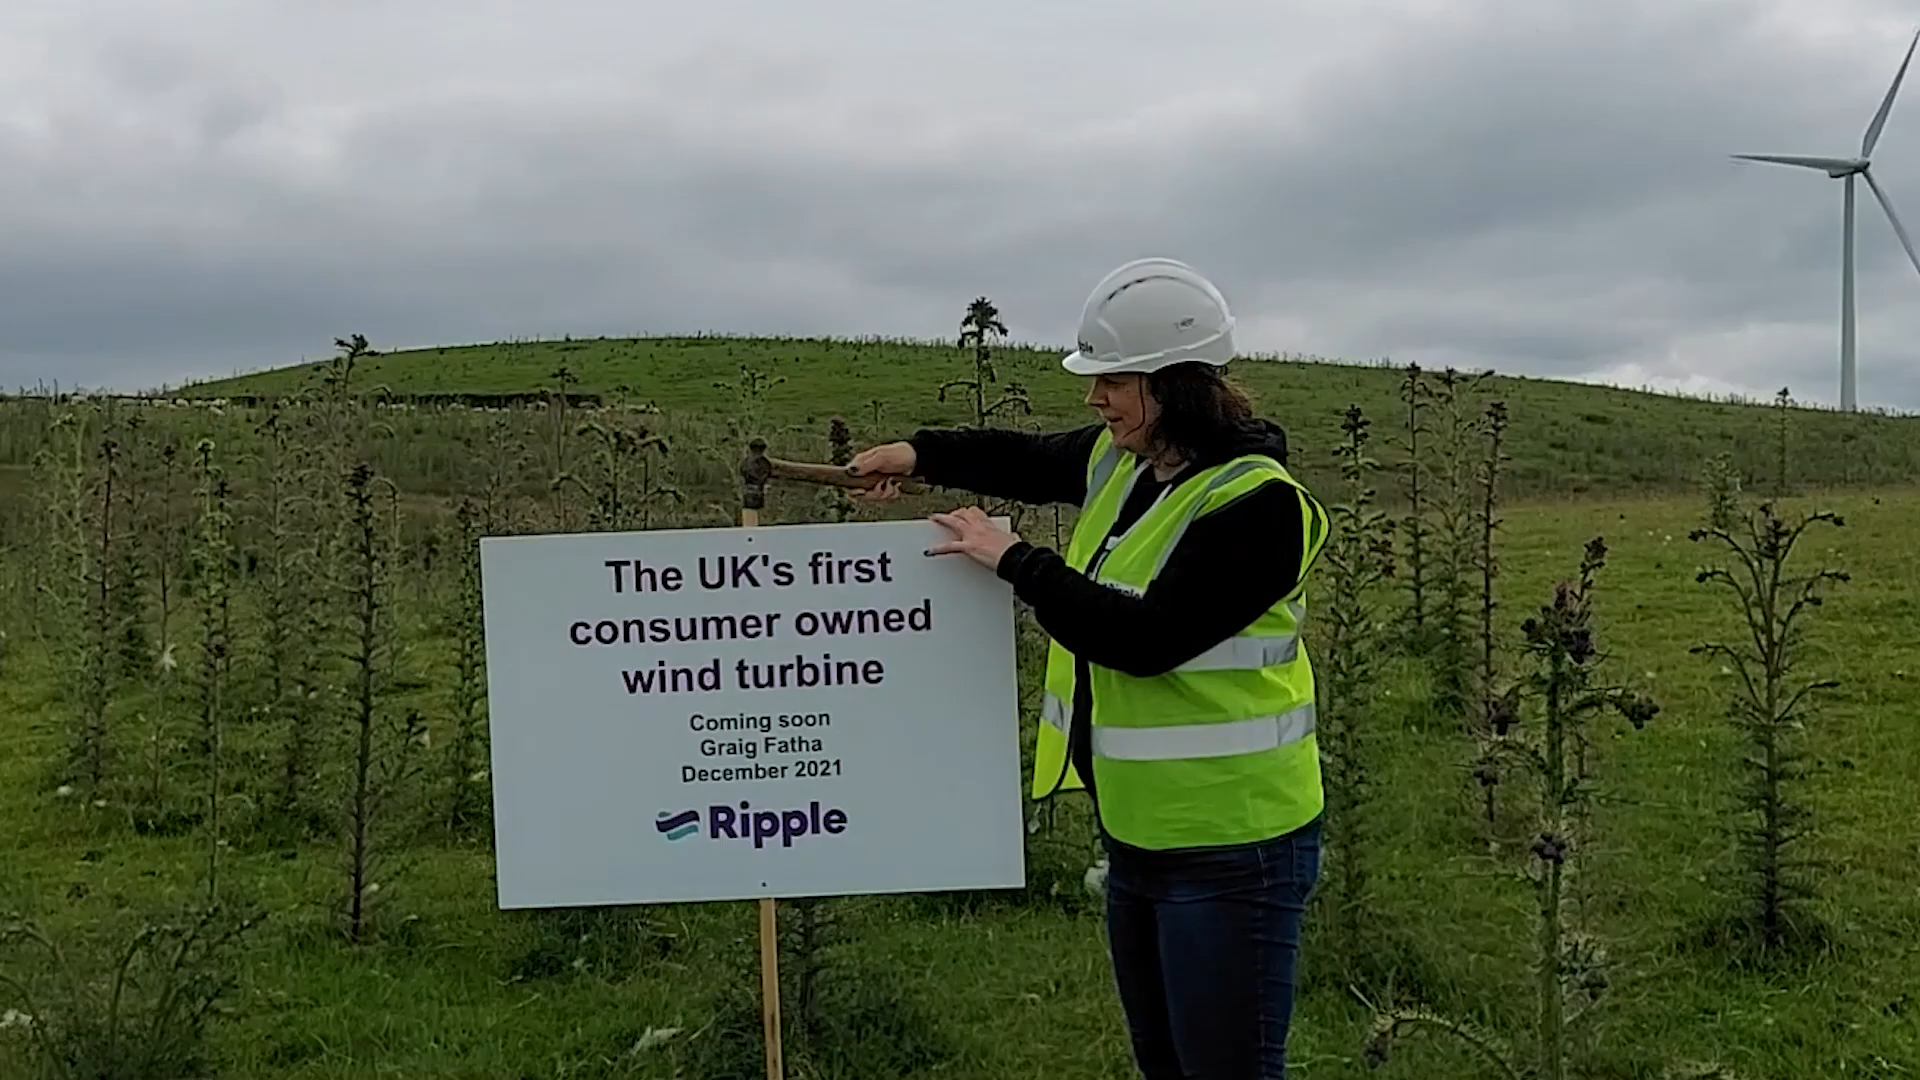 The UK's first
consumer owned
wind turbine
Coming soon
Graig Fatha
December 2021
Ripple